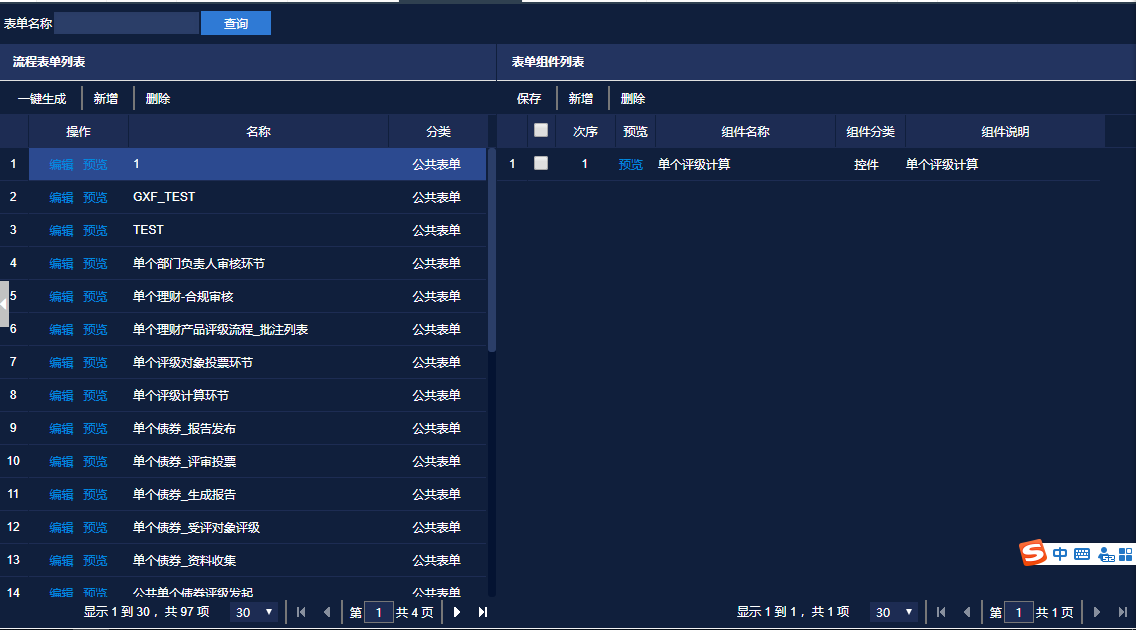 表单名称 查询
流程表单列表
一键生成 新增 删除
操作 名称 分类
1 编辑 预览 1 公共表单
2 编辑 预览 GXF_TEST 公共表单
3 编辑 预览 TEST 公共表单
4 编辑 预览 单个部门负责人审核环节 公共表单
5 编辑 预览 单个理财-合规审核 公共表单
6 编辑 预览 单个理财产品评级流程_批注列表 公共表单
7 编辑 预览 单个评级对象投票环节 公共表单
8 编辑 预览 单个评级计算环节 公共表单
9 编辑 预览 单个债券_报告发布 公共表单
10 编辑 预览 单个债券_评审投票 公共表单
11 编辑 预览 单个债券_生成报告 公共表单
12 编辑 预览 单个债券_受评对象评级 公共表单
13 编辑 预览 单个债券_资料收集 公共表单
14 编辑 预览 公共单个债券评级发起 公共表单
显示 1 到 30 ，共 97 项 30 第 1 共 4 页
表单组件列表
保存 新增 删除
次序 预览 组件名称 组件分类 组件说明
1 1 预览 单个评级计算 控件 单个评级计算
S 中
显示 1 到 1 ，共 1 项 30 第 1 共 1 页